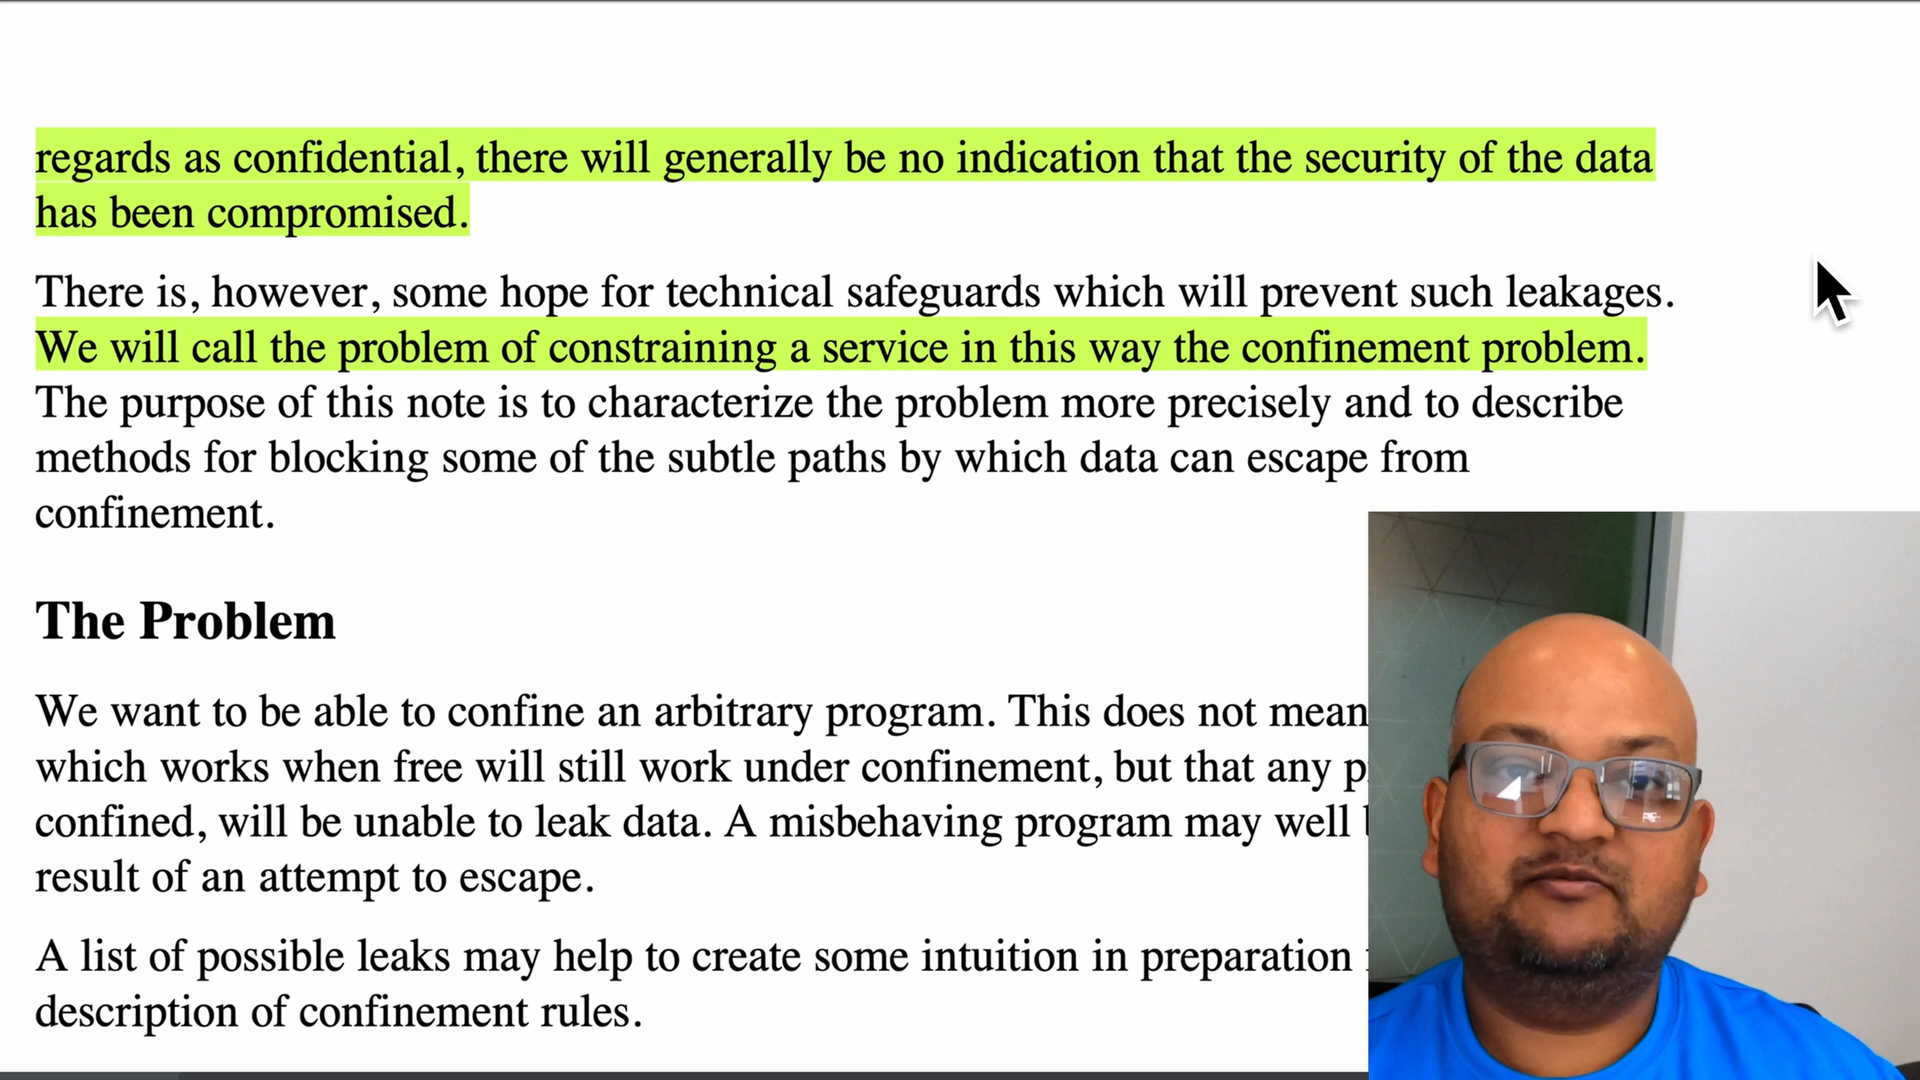 regards as confidential, there will generally be no indication that the security of the data
has been compromised.
There is, however, some hope for technical safeguards which will prevent such leakages.
We will call the problem of constraining a service in this way the confinement problem.
The purpose of this note is to characterize the problem more precisely and to describe
methods for blocking some of the subtle paths by which data can escape from
confinement.
The Problem
We want to be able to confine an arbitrary program. This does not mean
which works when free will still work under confinement, but that any
confined, will be unable to leak data. A misbehaving program may well
result of an attempt to escape.
A list of possible leaks may help to create some intuition in preparation
description of confinement rules.